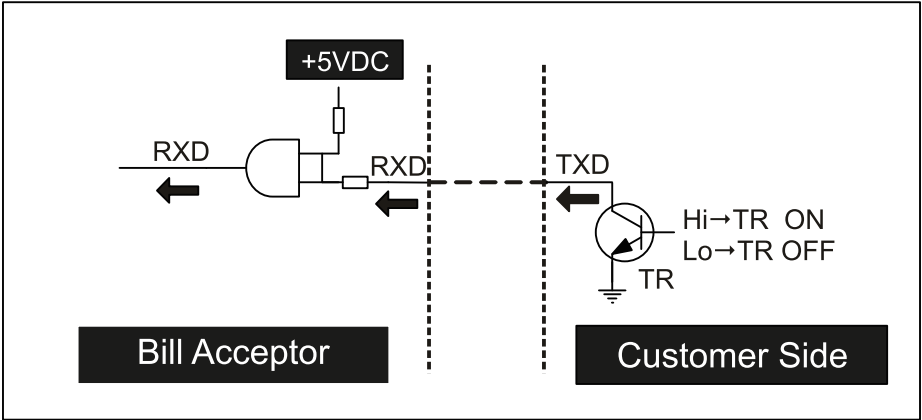 +5VDC
RXD
RXD
TXD
Hi→TR ON
Lo→TR OFF
TR
Bill Acceptor
Customer Side